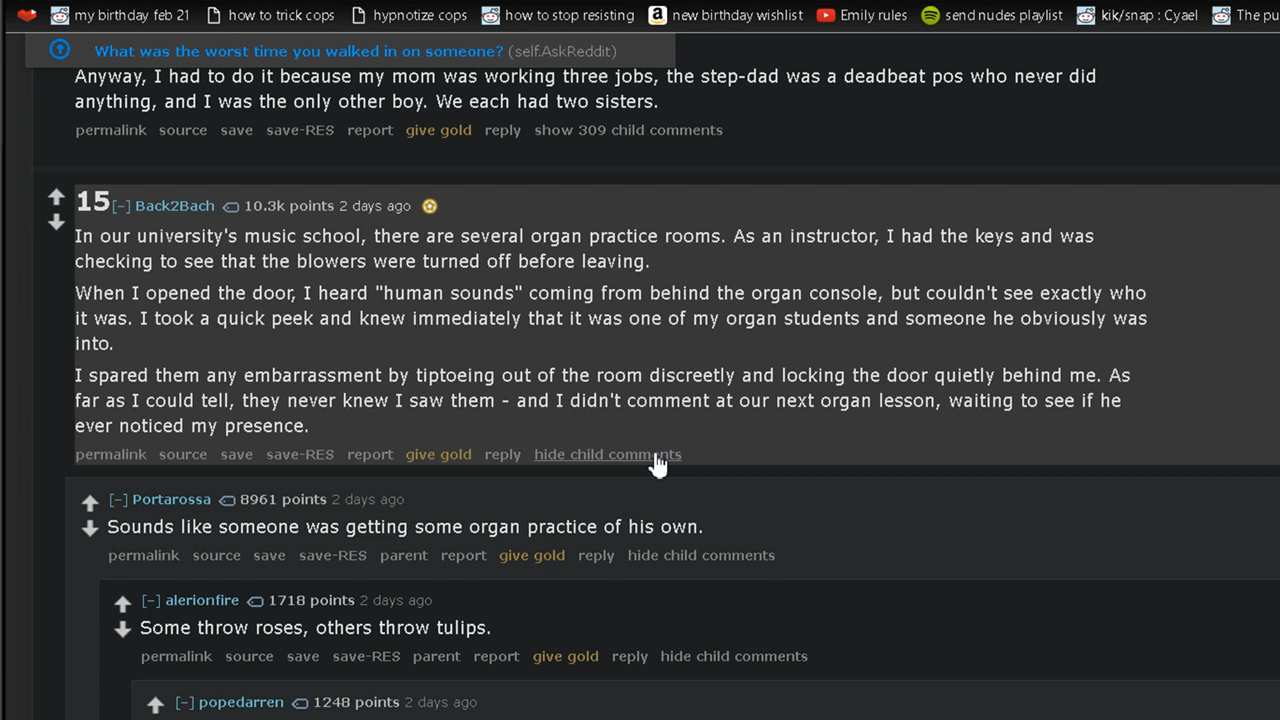 my birthday feb 21 how to trick cops hypnotize cops how to stop resisting new birthday wishlist Emily rules send nudes playlist kik/snap : Cyael The pu
What was the worst time you walked in on someone? (self.AskReddit)
Anyway, I had to do it because my mom was working three jobs, the step-dad was a deadbeat pos who never did
anything, and I was the only other boy. We each had two sisters.
permalink source save save-RES report give gold reply show 309 child comments
15 [–] Back2Bach 10.3k points 2 days ago
In our university's music school, there are several organ practice rooms. As an instructor, I had the keys and was
checking to see that the blowers were turned off before leaving.
When I opened the door, I heard "human sounds" coming from behind the organ console, but couldn't see exactly who
it was. I took a quick peek and knew immediately that it was one of my organ students and someone he obviously was
into.
I spared them any embarrassment by tiptoeing out of the room discreetly and locking the door quietly behind me. As
far as I could tell, they never knew I saw them - and I didn't comment at our next organ lesson, waiting to see if he
ever noticed my presence.
permalink source save save-RES report give gold reply hide child comments
[–] Portarossa 8961 points 2 days ago
Sounds like someone was getting some organ practice of his own.
permalink source save save-RES parent report give gold reply hide child comments
[–] alerionfire 1718 points 2 days ago
Some throw roses, others throw tulips.
permalink source save save-RES parent report give gold reply hide child comments
[–] popedarren 1248 points 2 days ago